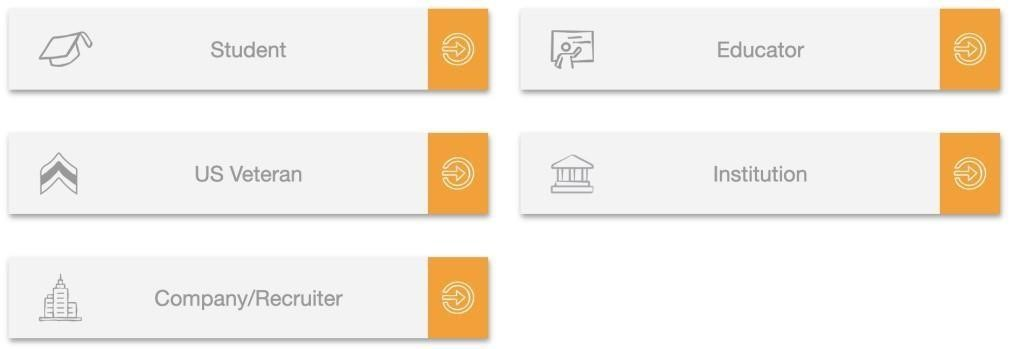 Student
Educator
US Veteran
Institution
Company/Recruiter